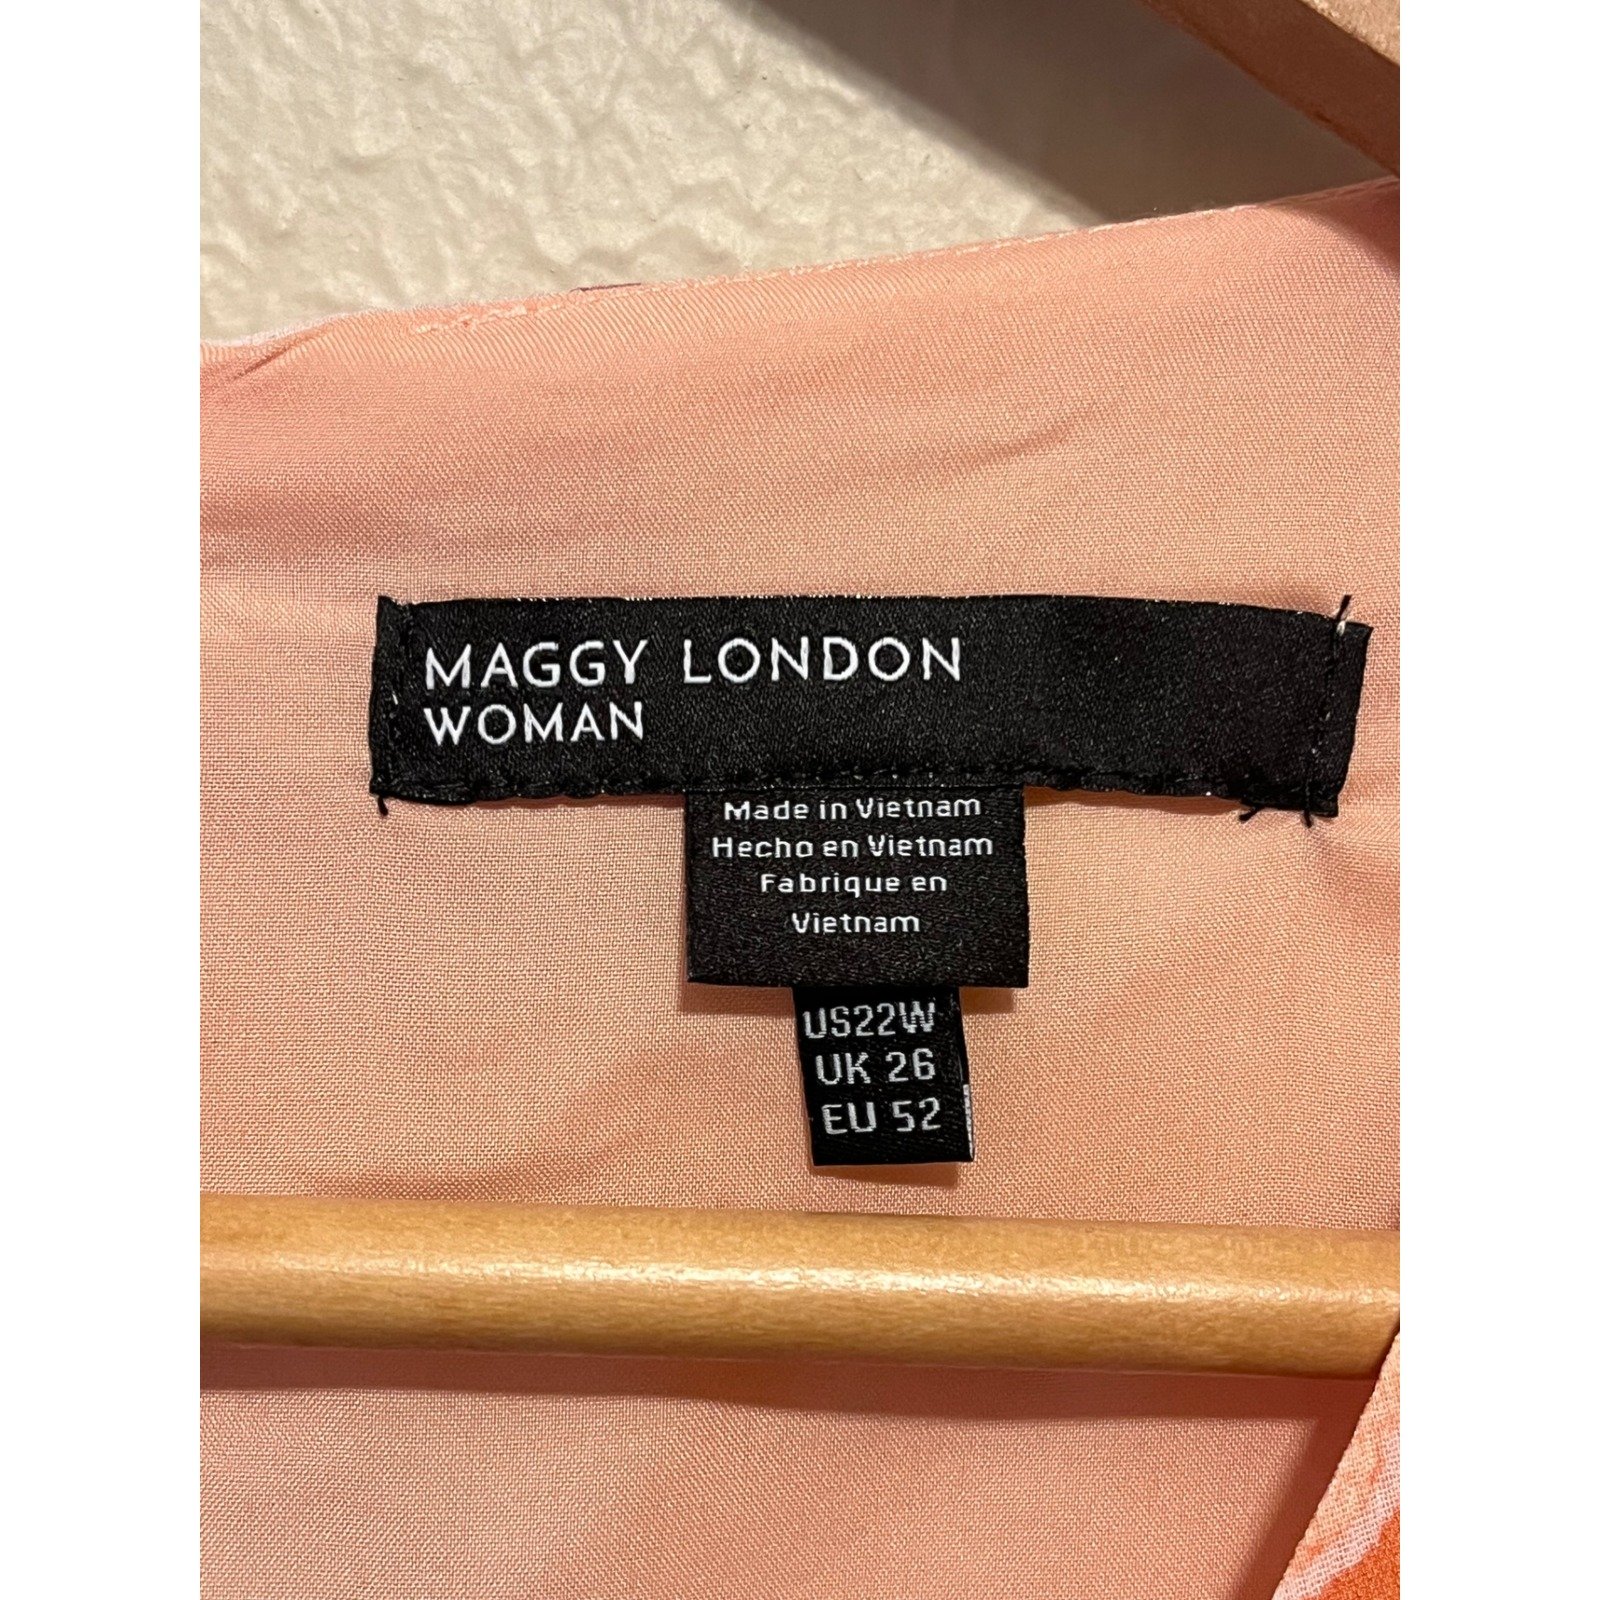 MAGGY LONDON
WOMAN
Made in Vietnam
Hecho en Vietnam
Fabrique en
Vietnam
US22W
UK 26
EU 52